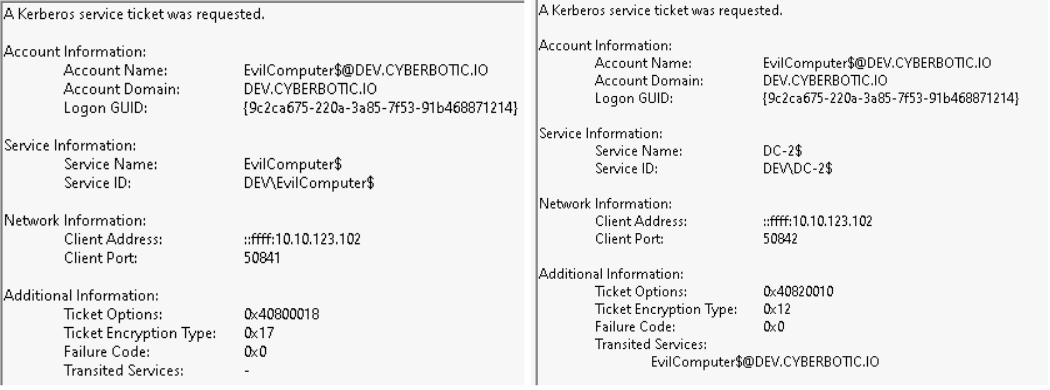 A Kerberos service ticket was requested.
Account Information:
Account Name: EvilComputer$@DEV.CYBERBOTIC.IO
Account Domain: DEV.CYBERBOTIC.IO
Logon GUID: {9c2ca675-220a-3a85-7f53-91b468871214}
Service Information:
Service Name: EvilComputer$
Service ID: DEV\EvilComputer$
Network Information:
Client Address: ::ffff:10.10.123.102
Client Port: 50841
Additional Information:
Ticket Options: 0x40800018
Ticket Encryption Type: 0x17
Failure Code: 0x0
Transited Services: -
A Kerberos service ticket was requested.
Account Information:
Account Name: EvilComputer$@DEV.CYBERBOTIC.IO
Account Domain: DEV.CYBERBOTIC.IO
Logon GUID: {9c2ca675-220a-3a85-7f53-91b468871214}
Service Information:
Service Name: DC-2$
Service ID: DEV\DC-2$
Network Information:
Client Address: ::ffff:10.10.123.102
Client Port: 50842
Additional Information:
Ticket Options: 0x40820010
Ticket Encryption Type: 0x12
Failure Code: 0x0
Transited Services:
EvilComputer$@DEV.CYBERBOTIC.IO